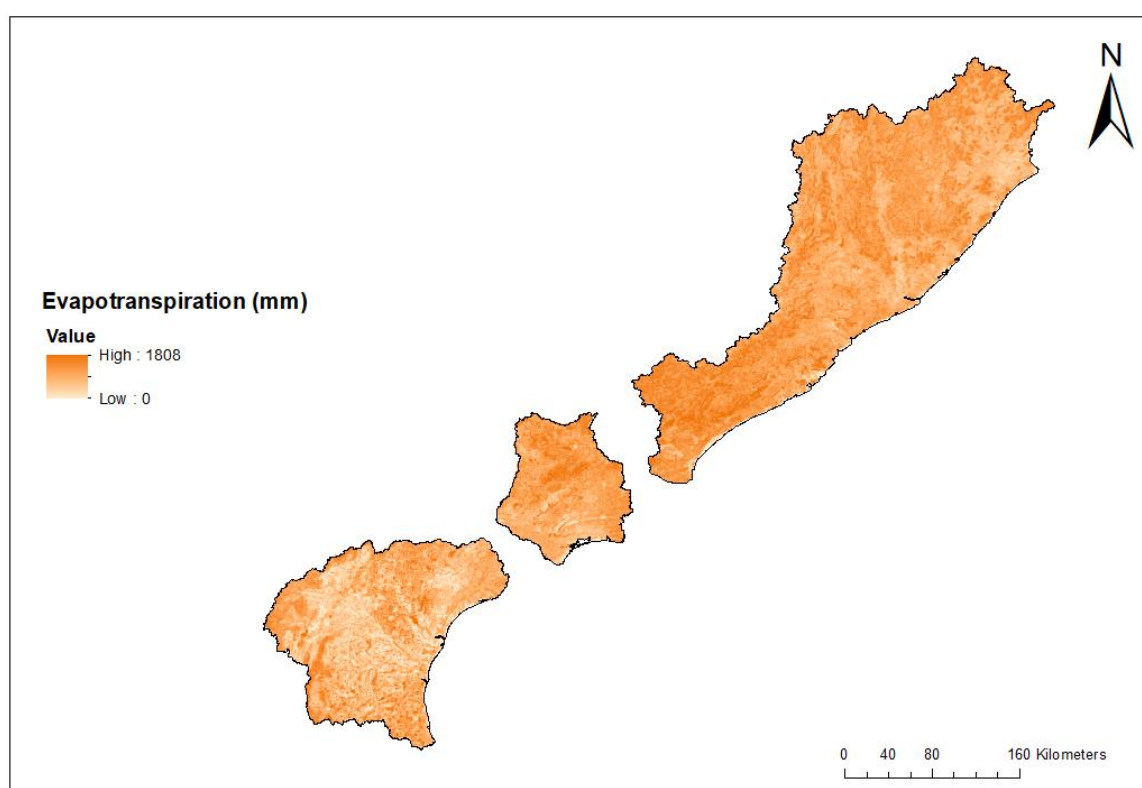 N
Evapotranspiration (mm)
Value
High : 1808
Low : 0
0 40 80 160 Kilometers